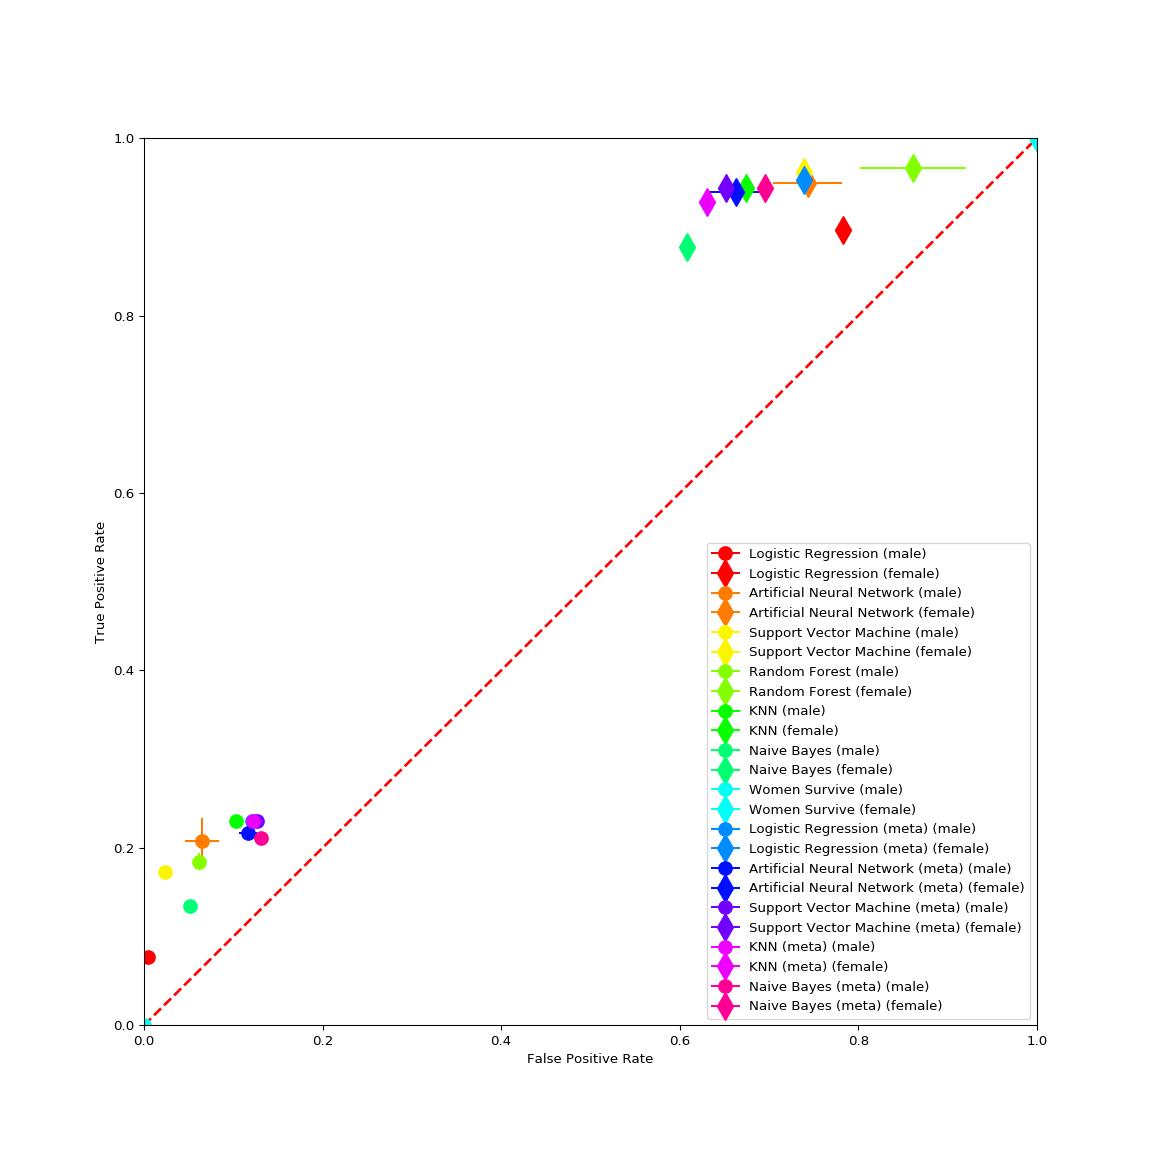 1.0
0.8
0.6
0.4
0.2
0.0
True Positive Rate
0.0 0.2 0.4 0.6 0.8 1.0
False Positive Rate
Logistic Regression (male)
Logistic Regression (female)
Artificial Neural Network (male)
Artificial Neural Network (female)
Support Vector Machine (male)
Support Vector Machine (female)
Random Forest (male)
Random Forest (female)
KNN (male)
KNN (female)
Naive Bayes (male)
Naive Bayes (female)
Women Survive (male)
Women Survive (female)
Logistic Regression (meta) (male)
Logistic Regression (meta) (female)
Artificial Neural Network (meta) (male)
Artificial Neural Network (meta) (female)
Support Vector Machine (meta) (male)
Support Vector Machine (meta) (female)
KNN (meta) (male)
KNN (meta) (female)
Naive Bayes (meta) (male)
Naive Bayes (meta) (female)